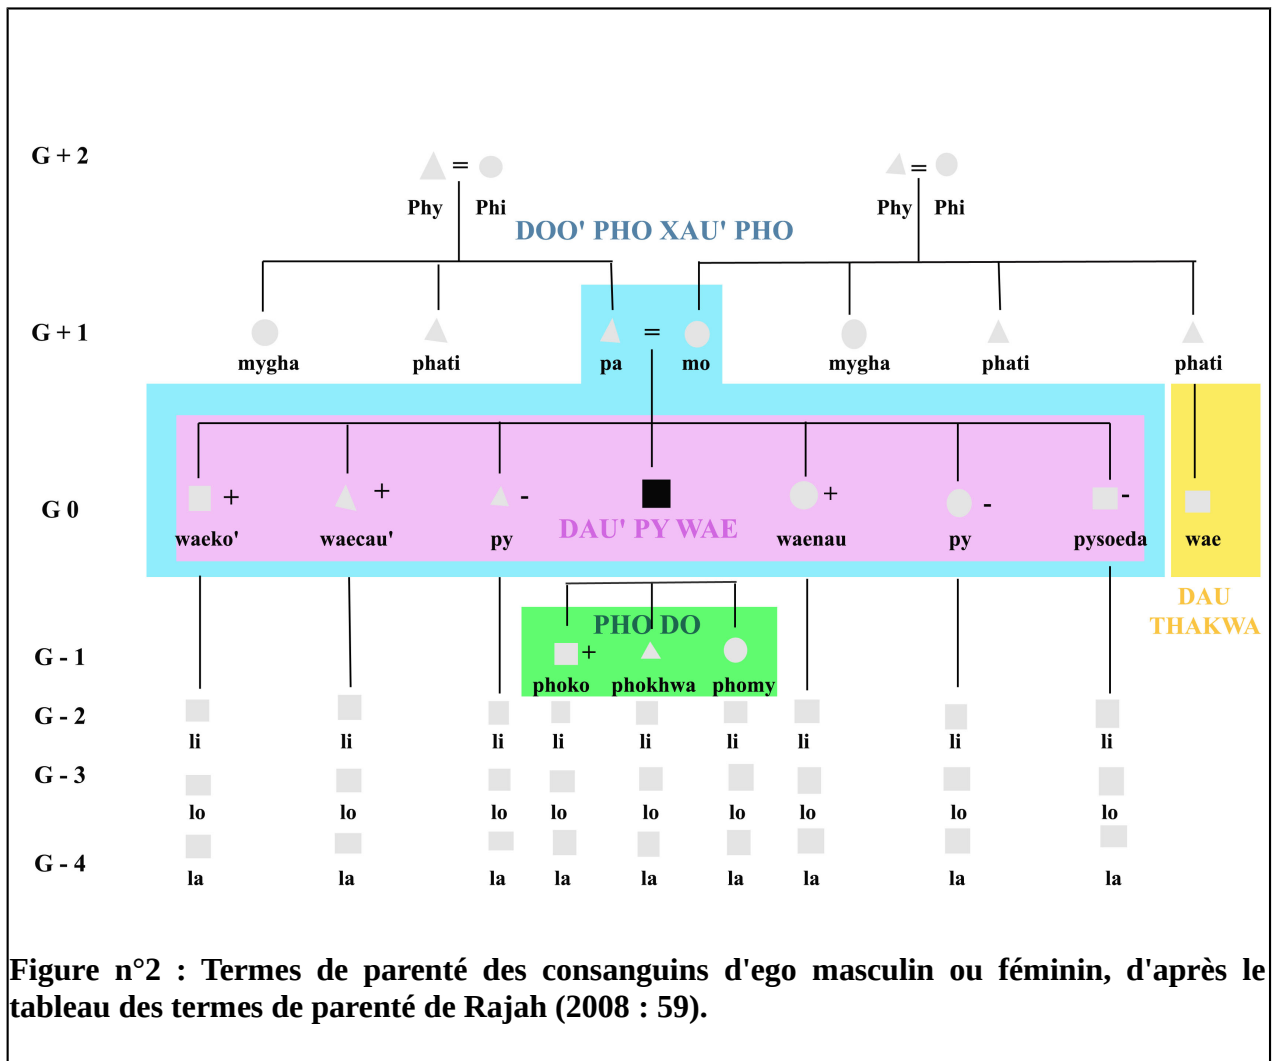 G + 2
= =
Phy Phi Phy Phi
DOO' PHO XAU' PHO
G + 1 = 
mygha phati pa mo mygha phati phati
G 0 + + - + - -
DAU' PY WAE
waeko' waecau' py waenau py pysoeda wae
DAU
THAKWA
PHO DO
G - 1 +
phoko phokhwa phomy
G - 2
li li li li li li li li li
G - 3
lo lo lo lo lo lo lo lo lo
G - 4
la la la la la la la la la
Figure n°2 : Termes de parenté des consanguins d'ego masculin ou féminin, d'après le
tableau des termes de parenté de Rajah (2008 : 59).